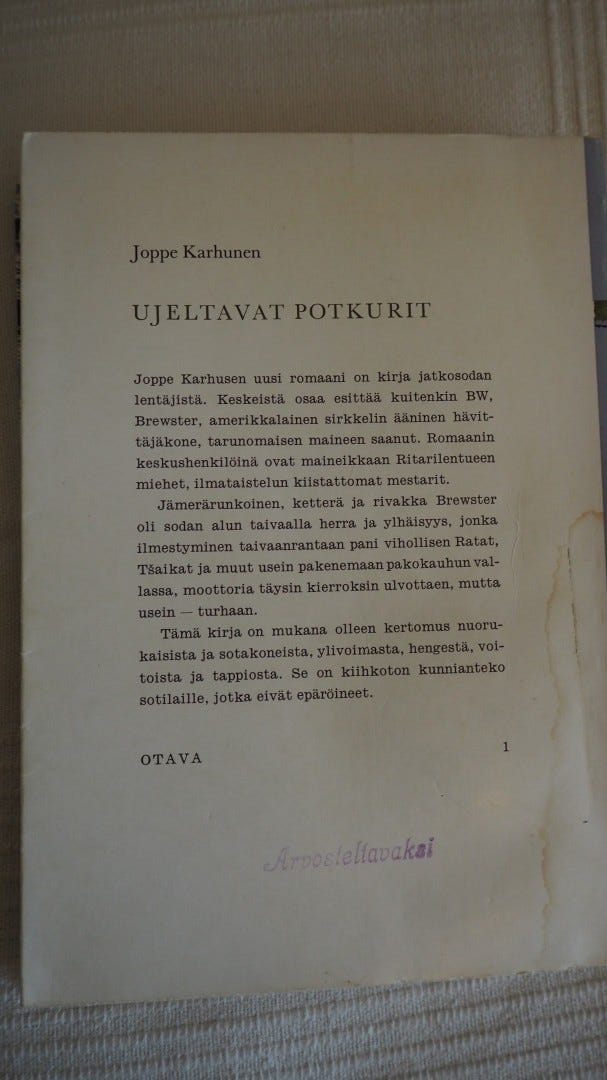 Joppe Karhunen
UJELTAVAT POTKURIT
Joppe Karhusen uusi romaani on kirja jatkosodan
lentäjistä. Keskeistä osaa esittää kuitenkin BW,
Brewster, amerikkalainen sirkkelin ääninen hävit-
täjäkone, tarunomaisen maineen saanut. Romaanin
keskushenkilöinä ovat maineikkaan Ritarilentueen
miehet, ilmataistelun kiistattomat mestarit.
Jämerärunkoinen, ketterä ja rivakka Brewster
oli sodan alun taivaalla herra ja ylhäisyys, jonka
ilmestyminen taivaanrantaan pani vihollisen Ratat,
Tšaikat ja muut usein pakenemaan pakokauhun val-
lassa, moottoria täysin kierroksin ulvottaen, mutta
usein — turhaan.
Tämä kirja on mukana olleen kertomus nuoru-
kaisista ja sotakoneista, ylivoimasta, hengestä, voi-
toista ja tappiosta. Se on kiihkoton kunnianteko
sotilaille, jotka eivät epäröineet.
OTAVA 1
Arvosteltavaksi